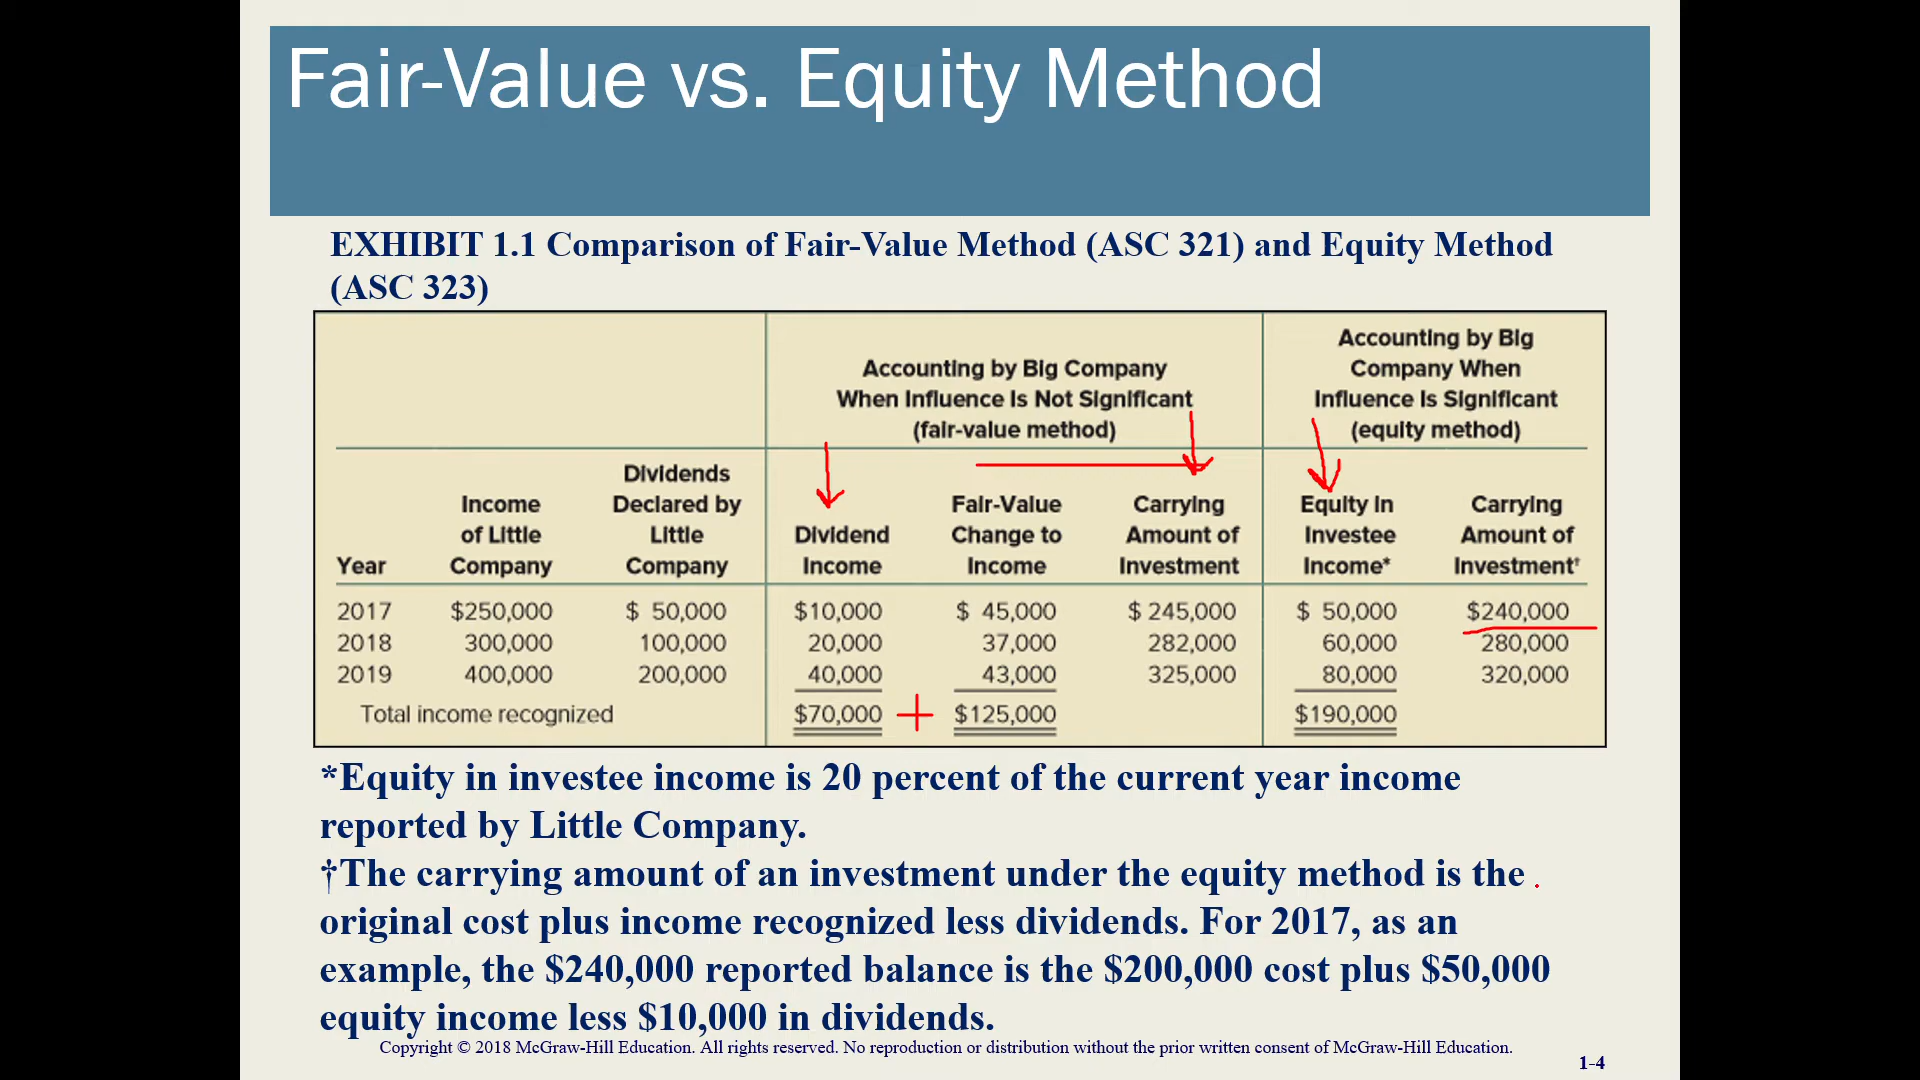 Fair-Value vs. Equity Method
EXHIBIT 1.1 Comparison of Fair-Value Method (ASC 321) and Equity Method
(ASC 323)
Accounting by Big Company
When Influence Is Not Significant
(fair-value method)
Accounting by Big
Company When
Influence Is Significant
(equity method)
Year
Income
of Little
Company
Dividends
Declared by
Little
Company
Dividend
Income
Fair-Value
Change to
Income
Carrying
Amount of
Investment
Equity in
Investee
Income*
Carrying
Amount of
Investment†
2017 $250,000 $ 50,000 $10,000 $ 45,000 $ 245,000 $ 50,000 $240,000
2018 300,000 100,000 20,000 37,000 282,000 60,000 280,000
2019 400,000 200,000 40,000 43,000 325,000 80,000 320,000
Total income recognized $70,000 + $125,000 $190,000
*Equity in investee income is 20 percent of the current year income
reported by Little Company.
†The carrying amount of an investment under the equity method is the
original cost plus income recognized less dividends. For 2017, as an
example, the $240,000 reported balance is the $200,000 cost plus $50,000
equity income less $10,000 in dividends.
Copyright © 2018 McGraw-Hill Education. All rights reserved. No reproduction or distribution without the prior written consent of McGraw-Hill Education.
1-4